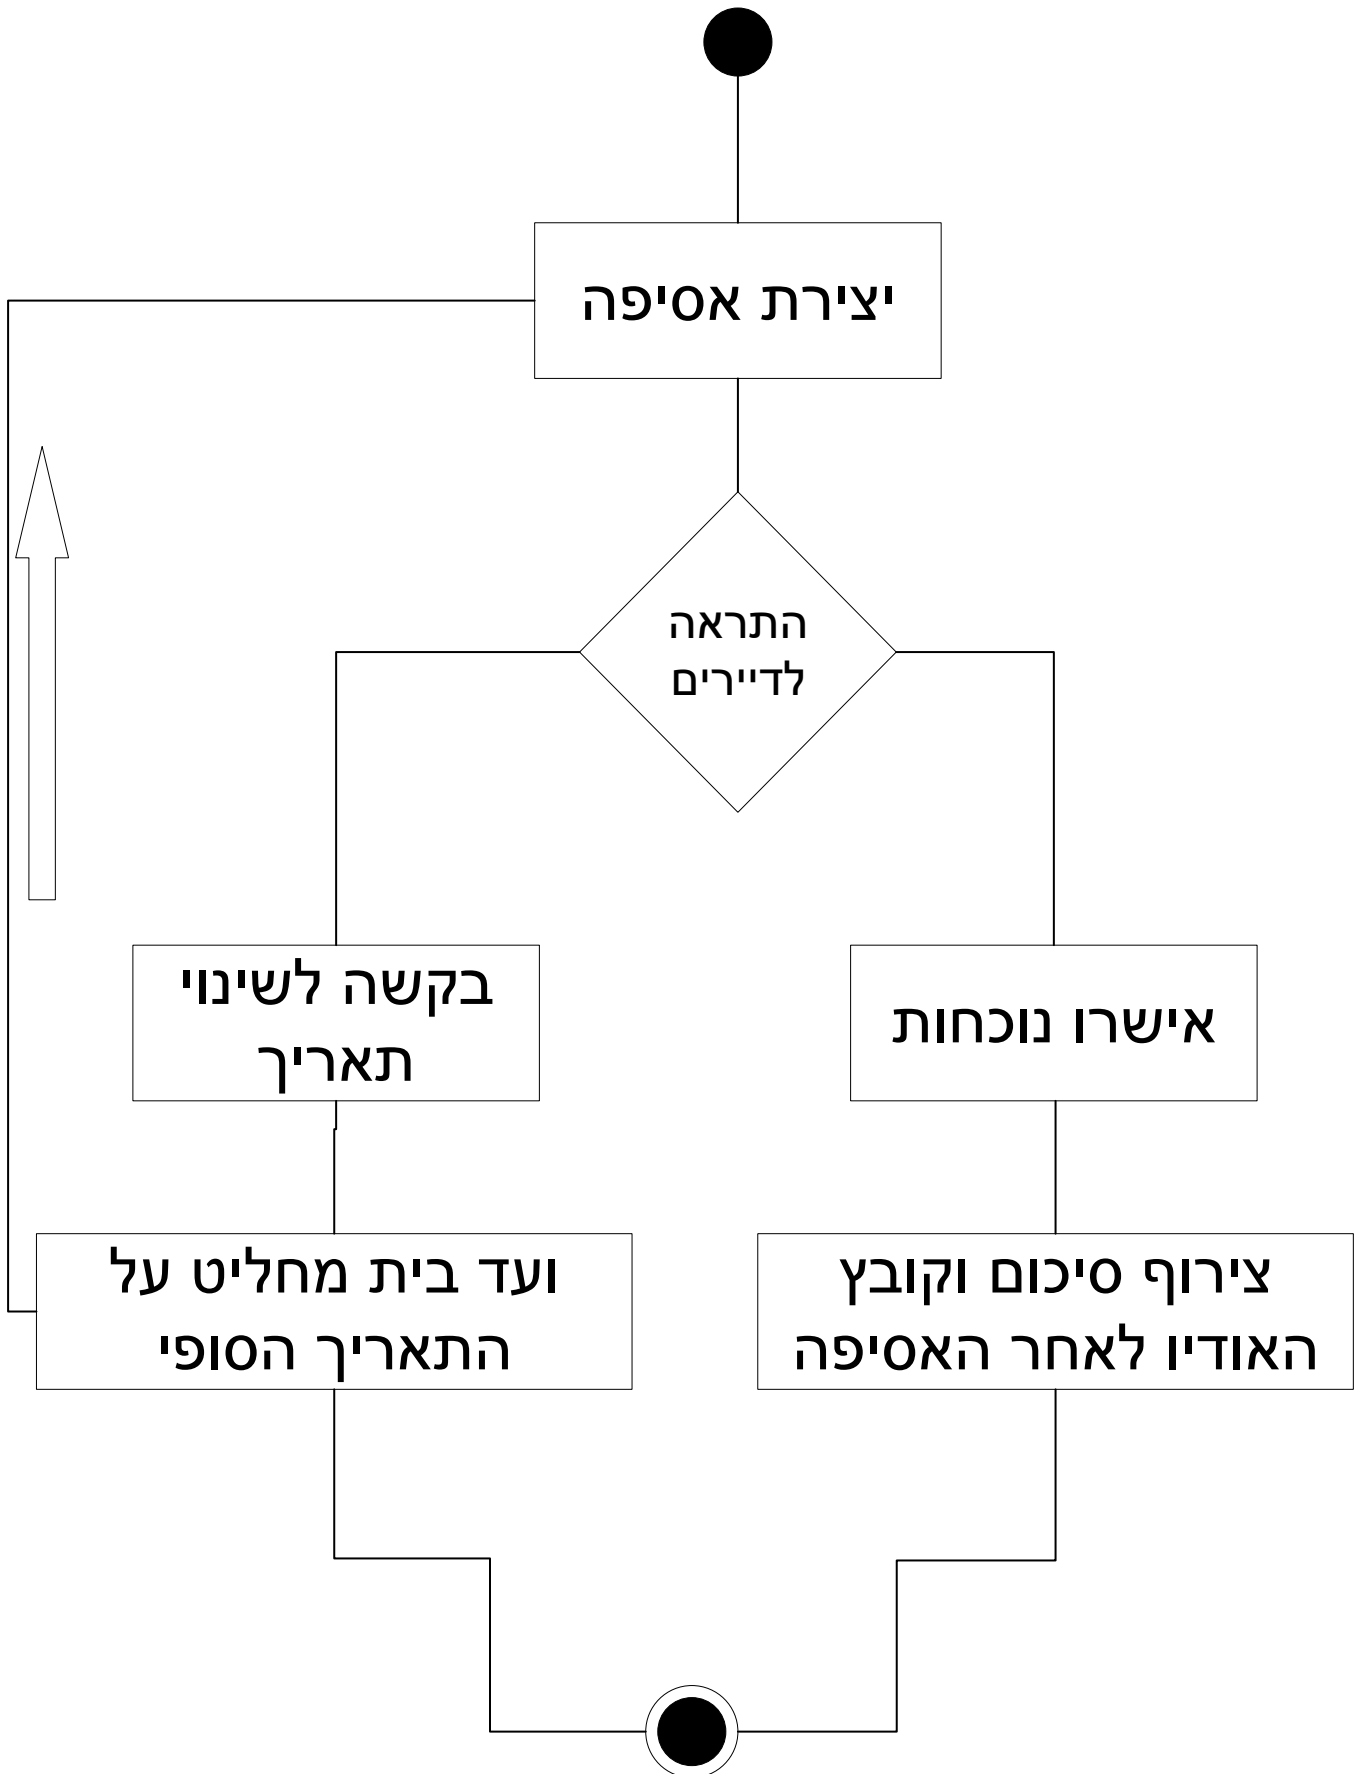 יצירת אסיפה
התראה
לדיירים
אישרו נוכחות
בקשה לשינוי
תאריך
צירוף סיכום וקובץ
האודיו לאחר האסיפה
ועד בית מחליט על
התאריך הסופי